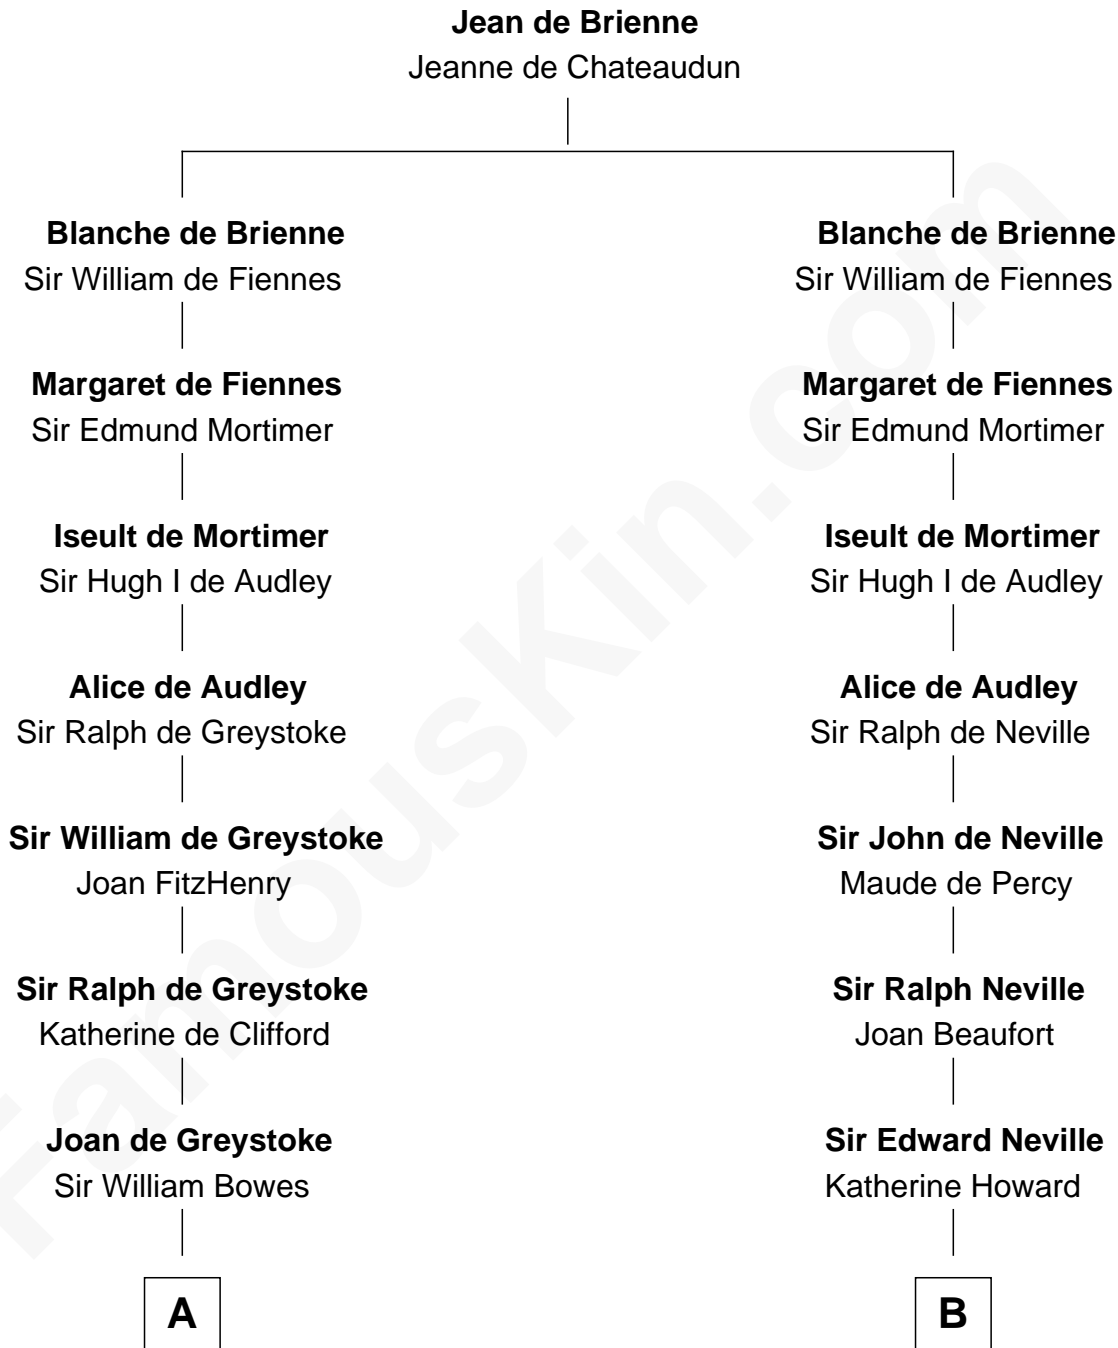 Jean de Brienne
Jeanne de Chateaudun
Blanche de Brienne
Sir William de Fiennes
Margaret de Fiennes
Sir Edmund Mortimer
Iseult de Mortimer
Sir Hugh I de Audley
Alice de Audley
Sir Ralph de Greystoke
Sir William de Greystoke
Joan FitzHenry
Sir Ralph de Greystoke
Katherine de Clifford
Joan de Greystoke
Sir William Bowes
A
Blanche de Brienne
Sir William de Fiennes
Margaret de Fiennes
Sir Edmund Mortimer
Iseult de Mortimer
Sir Hugh I de Audley
Alice de Audley
Sir Ralph de Neville
Sir John de Neville
Maude de Percy
Sir Ralph Neville
Joan Beaufort
Sir Edward Neville
Katherine Howard
B
FamousKin.com